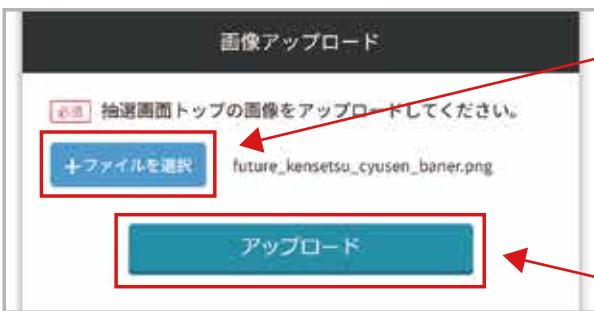 画像アップロード
必須 抽選画面トップの画像をアップロードしてください。
+ファイルを選択 future_kensetsu_cyusen_baner.png
アップロード